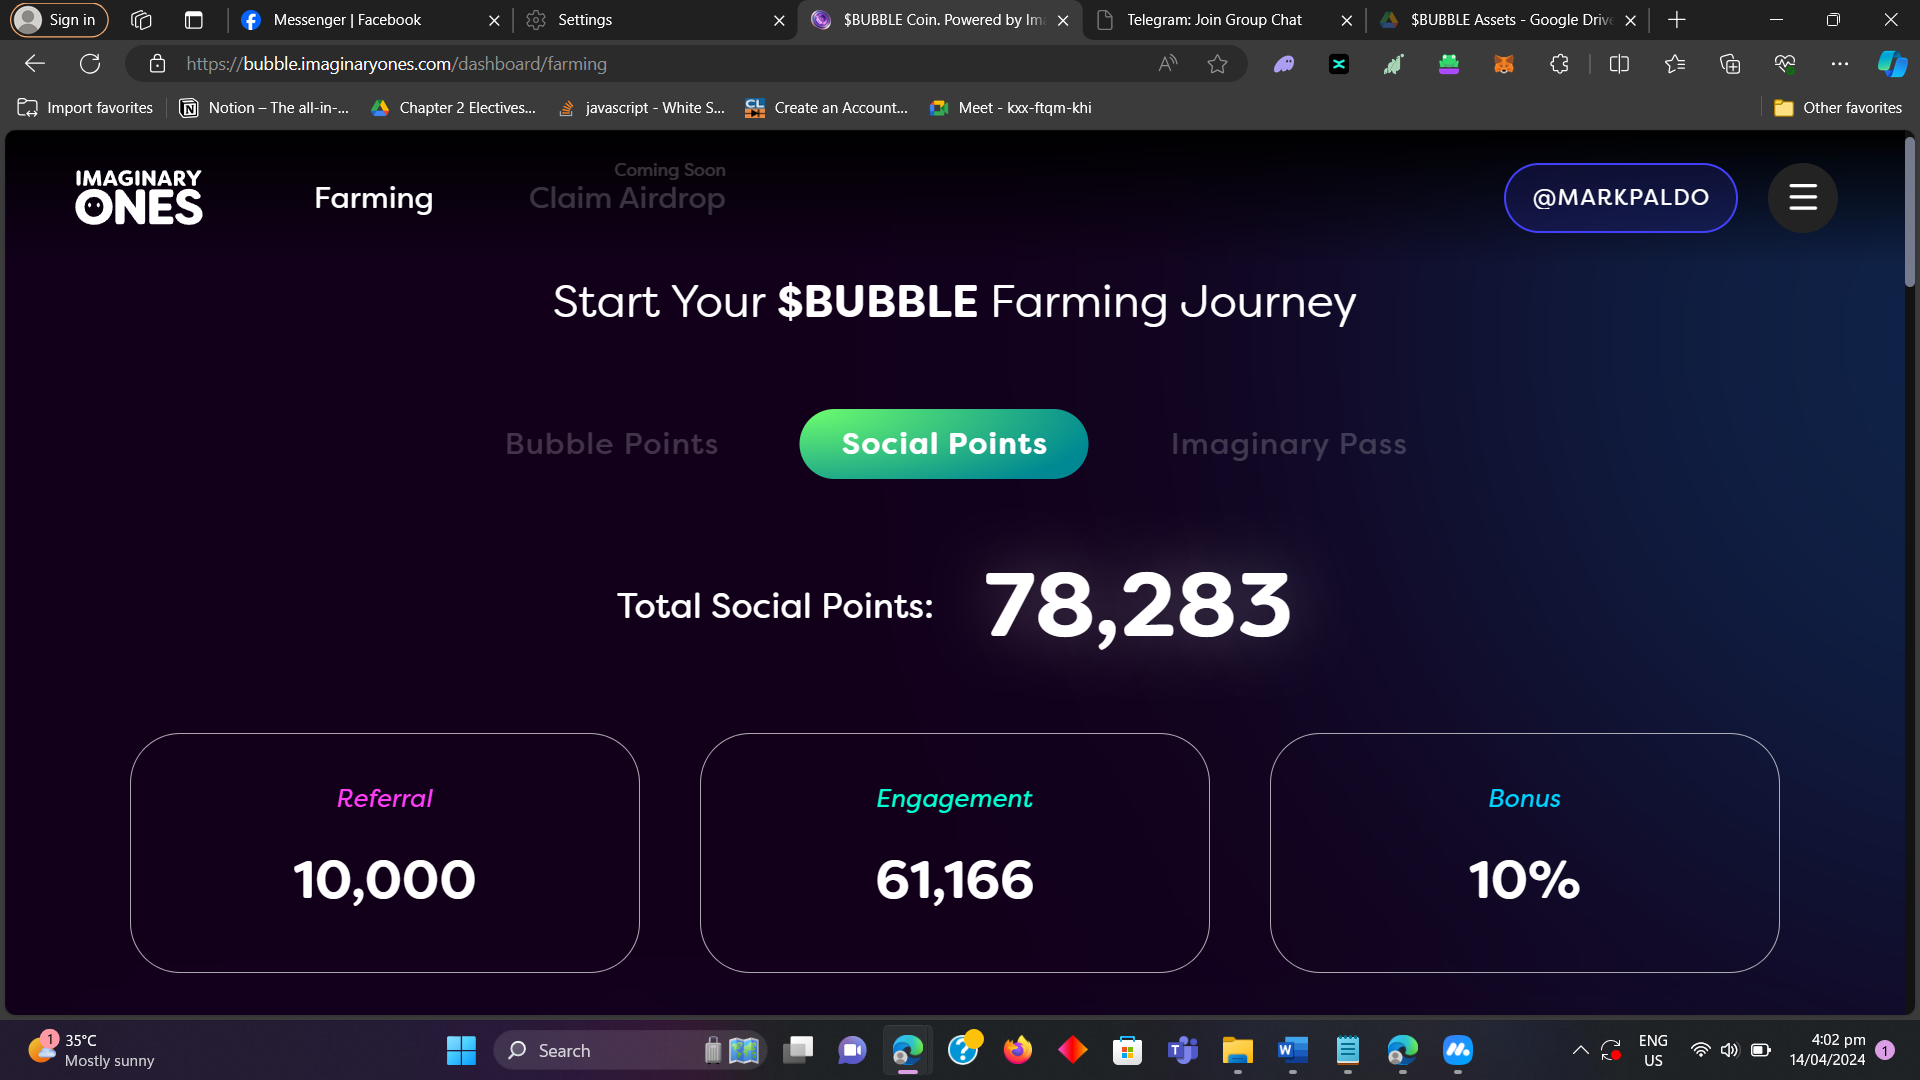 Sign in
Messenger | Facebook
Settings
$BUBBLE Coin. Powered by Ima
Telegram: Join Group Chat
$BUBBLE Assets - Google Drive
https://bubble.imaginaryones.com/dashboard/farming
Import favorites
Notion – The all-in-...
Chapter 2 Electives...
javascript - White S...
CL
Create an Account...
Meet - kxx-ftqm-khi
Other favorites
IMAGINARY
ONES
Farming
Coming Soon
Claim Airdrop
@MARKPALDO
Start Your $BUBBLE Farming Journey
Bubble Points
Social Points
Imaginary Pass
Total Social Points: 78,283
Referral
10,000
Engagement
61,166
Bonus
10%
1
35°C
Mostly sunny
Search
ENG
US
4:02 pm
14/04/2024
1